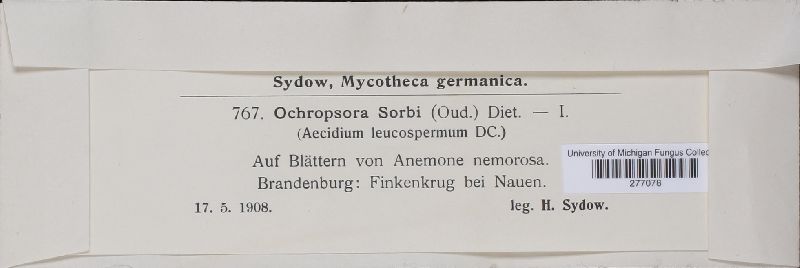 Sydow, Mycotheca germanica.
767. Ochropsora Sorbi (Oud.) Diet. — I.
(Aecidium leucospermum DC.)
Auf Blättern von Anemone nemorosa.
Brandenburg: Finkenkrug bei Nauen.
17. 5. 1908. leg. H. Sydow.
University of Michigan Fungus Collec
277076